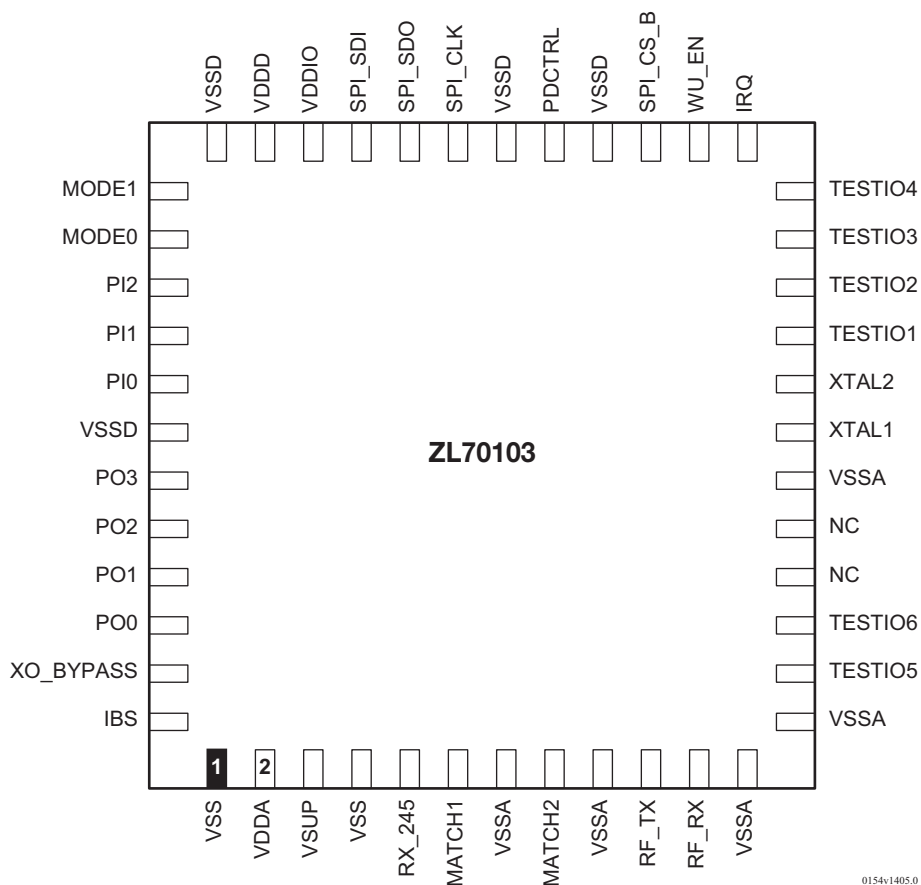 VSSD
VDDD
VDDIO
SPI_SDI
SPI_SDO
SPI_CLK
VSSD
PDCTRL
VSSD
SPI_CS_B
WU_EN
IRQ
MODE1
MODE0
PI2
PI1
PI0
VSSD
PO3
PO2
PO1
PO0
XO_BYPASS
IBS
ZL70103
TESTIO4
TESTIO3
TESTIO2
TESTIO1
XTAL2
XTAL1
VSSA
NC
NC
TESTIO6
TESTIO5
VSSA
1
2
VSS
VDDA
VSUP
VSS
RX_245
MATCH1
VSSA
MATCH2
VSSA
RF_TX
RF_RX
VSSA
0154v1405.0